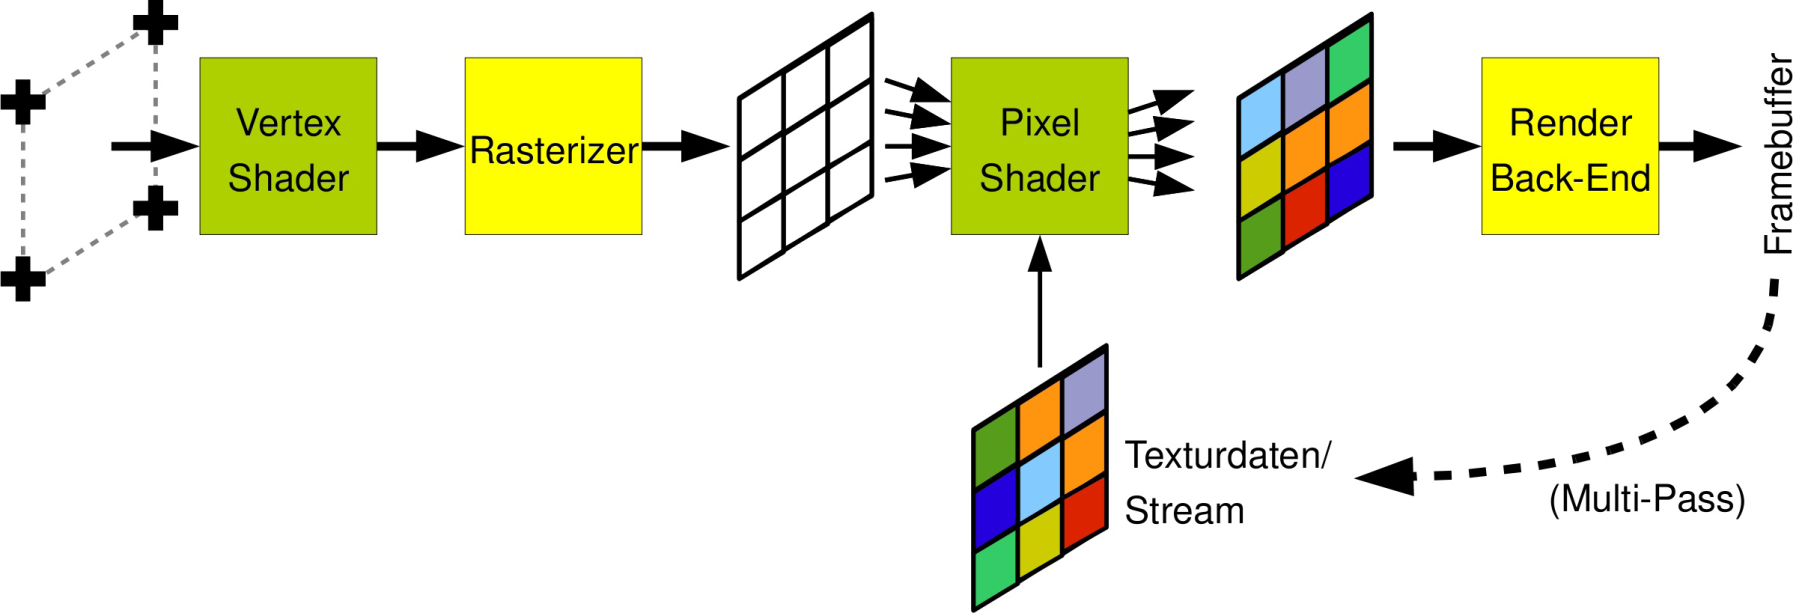 Vertex
Shader
Rasterizer
Pixel
Shader
Render
Back-End
Framebuffer
Texturdaten/
Stream
(Multi-Pass)